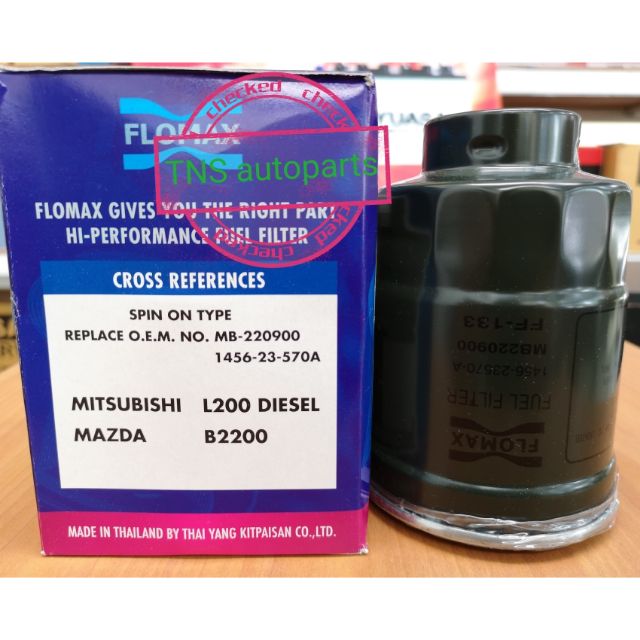 FLOMAX
checked
checked
TNS autoparts
checked
FLOMAX GIVES YOU THE RIGHT PART
HI-PERFORMANCE FUEL FILTER
CROSS REFERENCES
SPIN ON TYPE
REPLACE O.E.M. NO. MB-220900
1456-23-570A
MITSUBISHI L200 DIESEL
MAZDA B2200
MADE IN THAILAND BY THAI YANG KITPAISAN CO.,LTD.
FLOMAX
FUEL FILTER
1456-23570-A
MB220900
FF-133